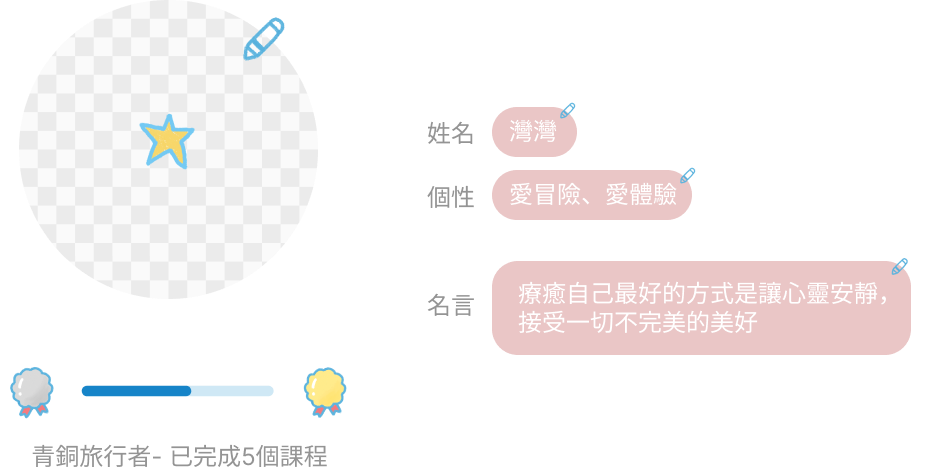 姓名 灣灣
個性 愛冒險、愛體驗
名言 療癒自己最好的方式是讓心靈安靜，
接受一切不完美的美好
青銅旅行者- 已完成5個課程